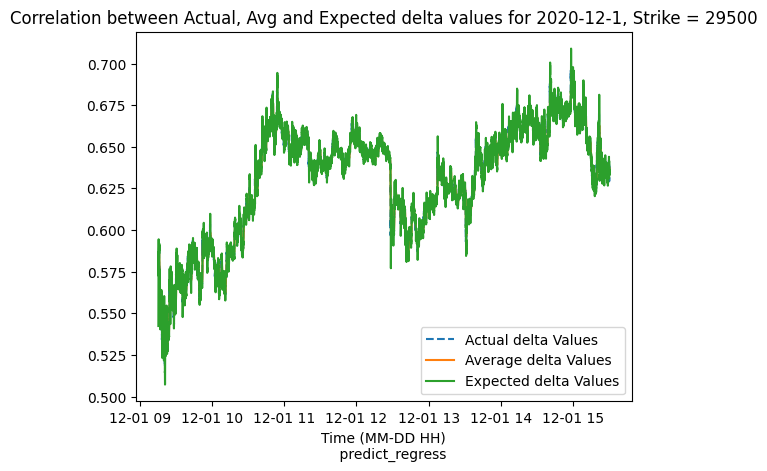 Correlation between Actual, Avg and Expected delta values for 2020-12-1, Strike = 29500
0.700
0.675
0.650
0.625
0.600
0.575
0.550
0.525
0.500
Actual delta Values
Average delta Values
Expected delta Values
12-01 09 12-01 10 12-01 11 12-01 12 12-01 13 12-01 14 12-01 15
Time (MM-DD HH)
predict_regress